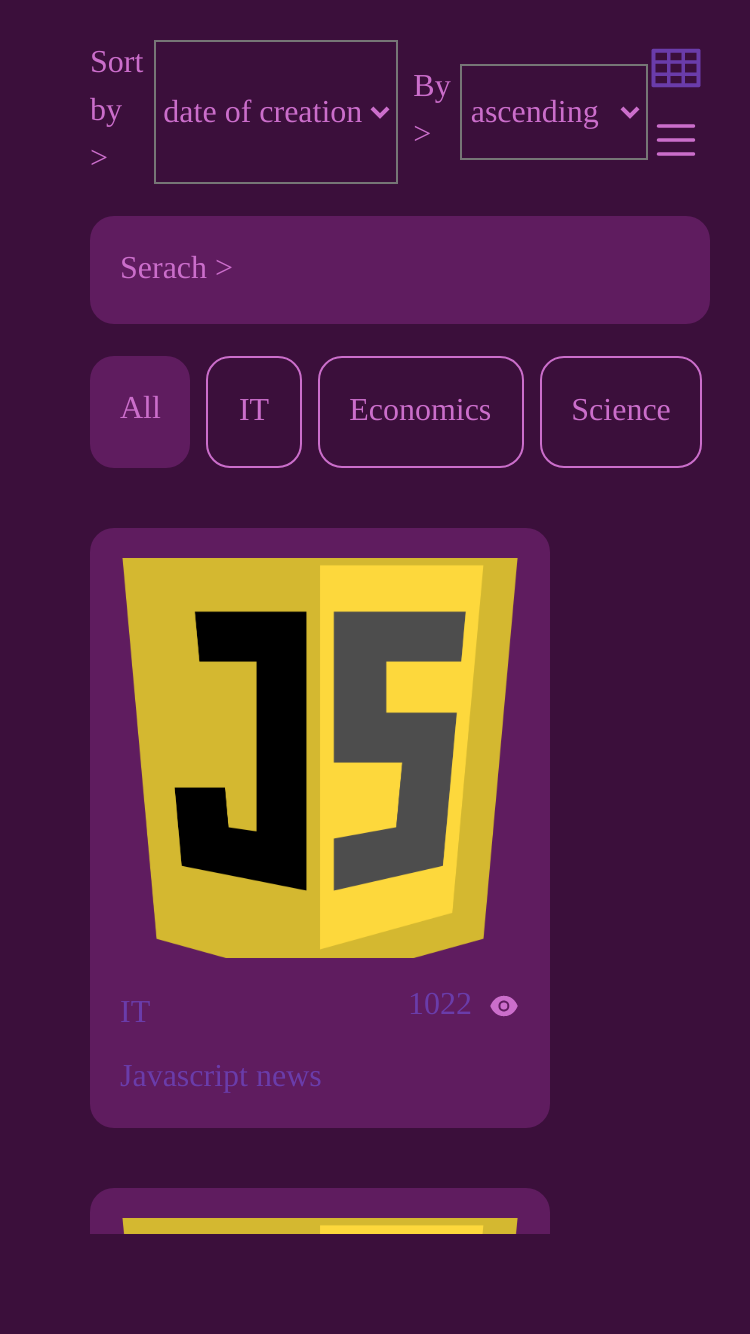 Sort by >
date of creation
By >
ascending
Serach >
All
IT
Economics
Science
JS
IT
1022
Javascript news